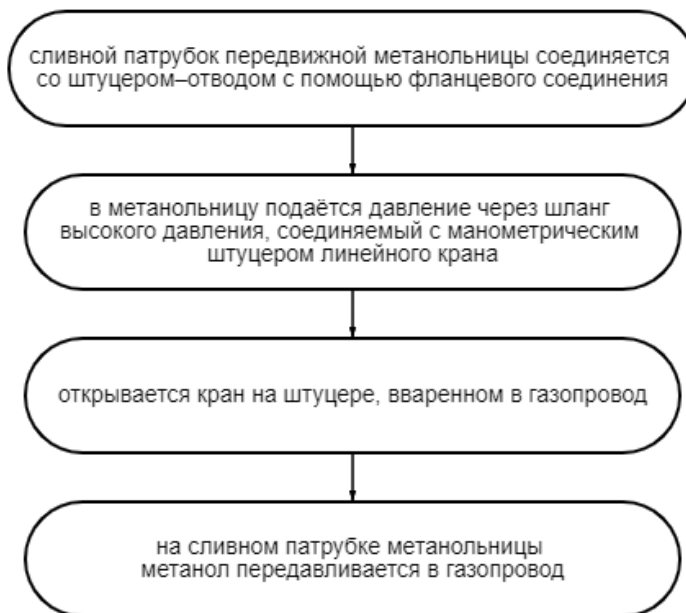 сливной патрубок передвижной метанольницы соединяется
со штуцером–отводом с помощью фланцевого соединения
в метанольницу подаётся давление через шланг
высокого давления, соединяемый с манометрическим
штуцером линейного крана
открывается кран на штуцере, вваренном в газопровод
на сливном патрубке метанольницы
метанол передавливается в газопровод